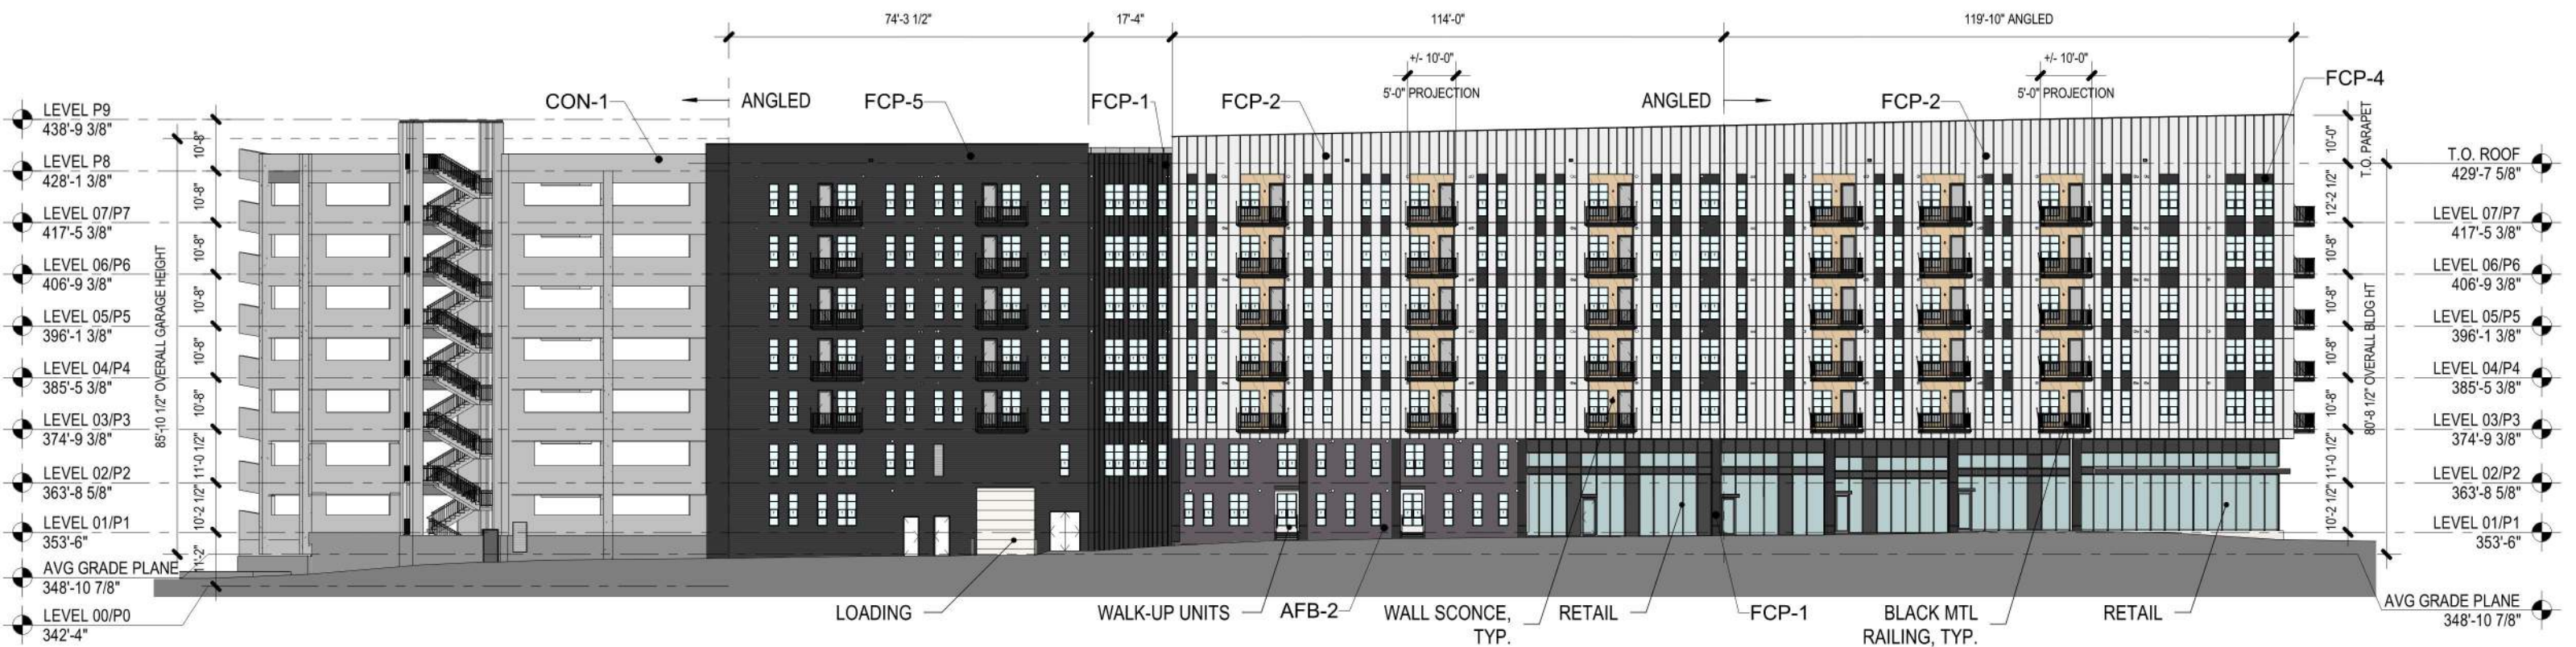 74'-3 1/2"
17'-4"
114'-0"
119'-10" ANGLED
+/- 10'-0"
5'-0" PROJECTION
+/- 10'-0"
5'-0" PROJECTION
CON-1
ANGLED
FCP-5
FCP-1
FCP-2
ANGLED
FCP-2
FCP-4
LEVEL P9
438'-9 3/8"
LEVEL P8
428'-1 3/8"
LEVEL 07/P7
417'-5 3/8"
LEVEL 06/P6
406'-9 3/8"
LEVEL 05/P5
396'-1 3/8"
LEVEL 04/P4
385'-5 3/8"
LEVEL 03/P3
374'-9 3/8"
LEVEL 02/P2
363'-8 5/8"
LEVEL 01/P1
353'-6"
AVG GRADE PLANE
348'-10 7/8"
LEVEL 00/P0
342'-4"
85'-10 1/2" OVERALL GARAGE HEIGHT
10'-8"
10'-8"
10'-8"
10'-8"
10'-8"
10'-8"
11'-0 1/2"
10'-2 1/2"
11'-2"
LOADING
WALK-UP UNITS
AFB-2
WALL SCONCE,
TYP.
RETAIL
FCP-1
BLACK MTL
RAILING, TYP.
RETAIL
10'-0"
T.O. PARAPET
12'-2 1/2"
10'-8"
10'-8"
10'-8"
10'-8"
11'-0 1/2"
10'-2 1/2"
80'-8 1/2" OVERALL BLDG HT
T.O. ROOF
429'-7 5/8"
LEVEL 07/P7
417'-5 3/8"
LEVEL 06/P6
406'-9 3/8"
LEVEL 05/P5
396'-1 3/8"
LEVEL 04/P4
385'-5 3/8"
LEVEL 03/P3
374'-9 3/8"
LEVEL 02/P2
363'-8 5/8"
LEVEL 01/P1
353'-6"
AVG GRADE PLANE
348'-10 7/8"